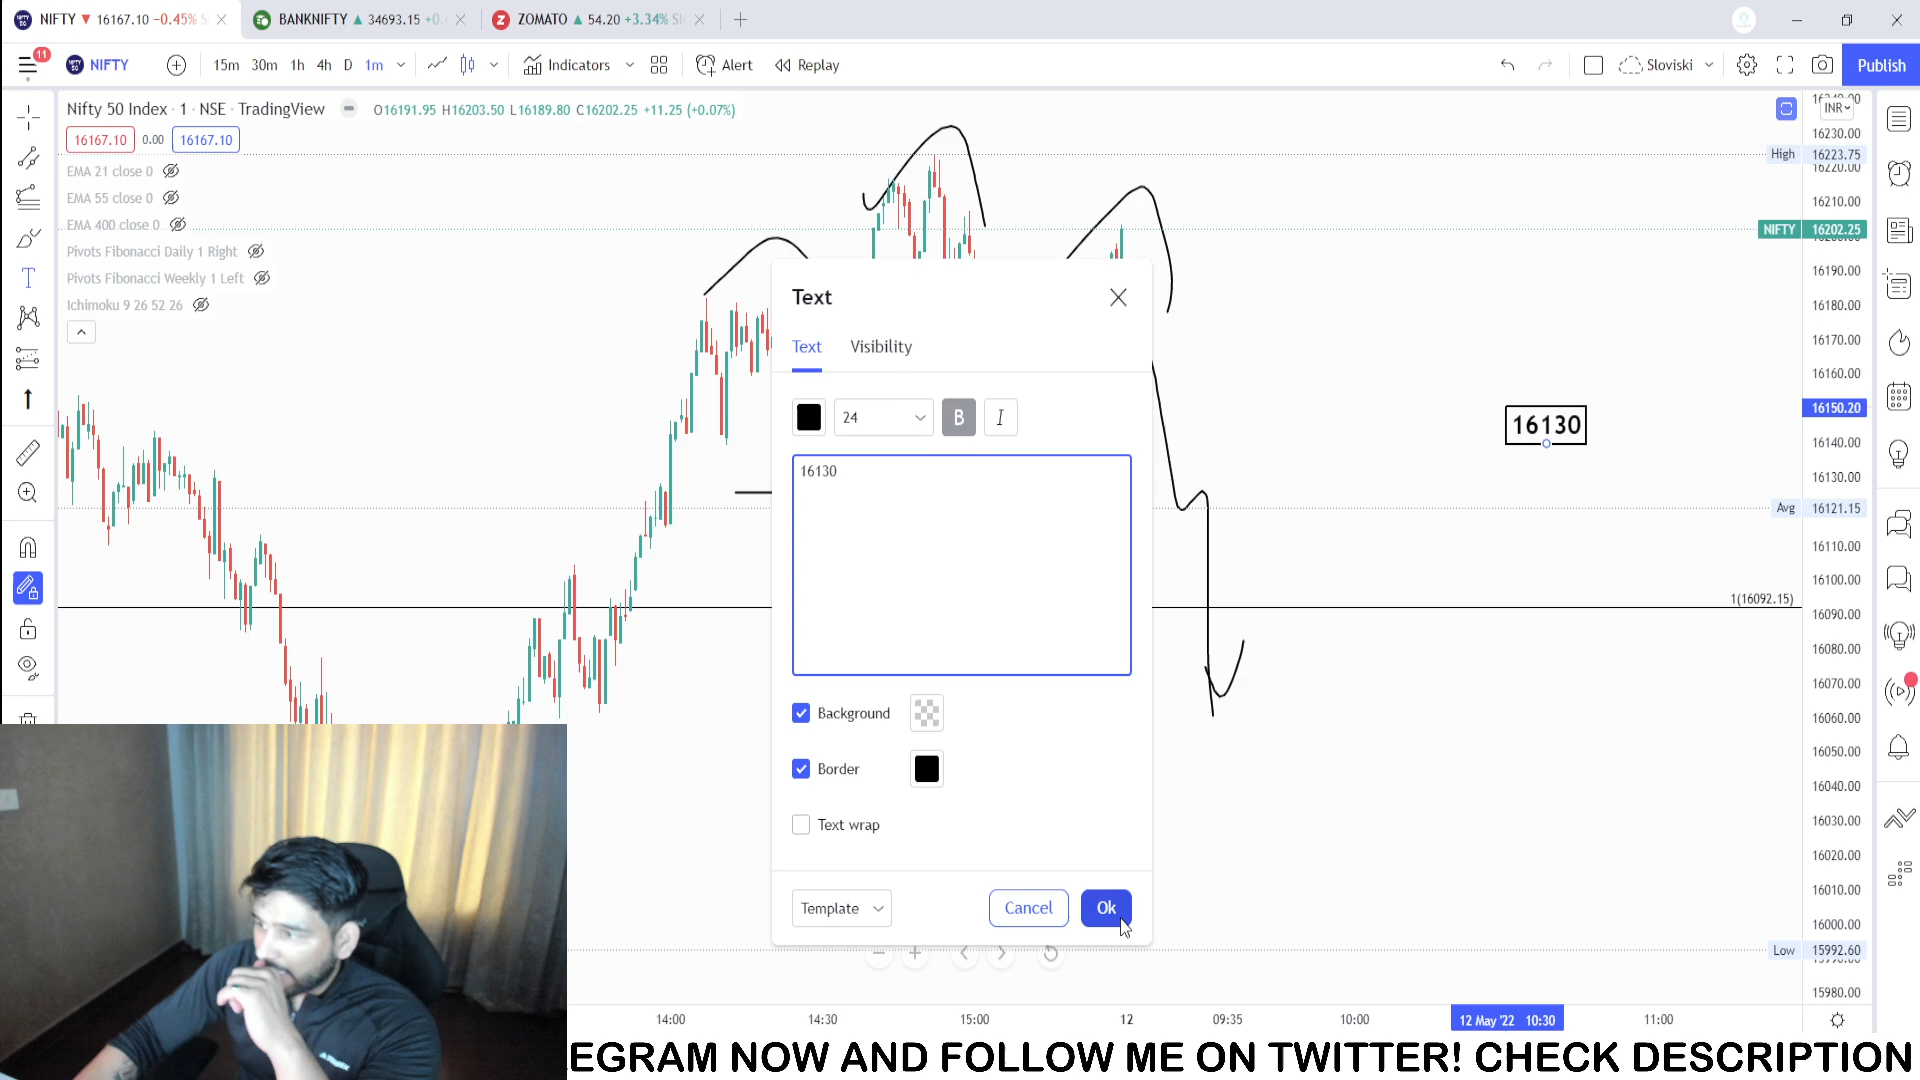 NIFTY ▼ 16167.10 −0.45%
BANKNIFTY ▲ 34693.15 +0.
ZOMATO ▲ 54.20 +3.34%
11
NIFTY
15m 30m 1h 4h D 1m
Indicators
Alert
Replay
Sloviski
Publish
Nifty 50 Index · 1 · NSE · TradingView
O16191.95 H16203.50 L16189.80 C16202.25 +11.25 (+0.07%)
16167.10 0.00 16167.10
EMA 21 close 0
EMA 55 close 0
EMA 400 close 0
Pivots Fibonacci Daily 1 Right
Pivots Fibonacci Weekly 1 Left
Ichimoku 9 26 52 26
INR
16230.00
High 16223.75
16220.00
16210.00
NIFTY 16202.25
16190.00
16180.00
16170.00
16160.00
16150.20
16140.00
16130.00
Avg 16121.15
16110.00
16100.00
1(16092.15)
16090.00
16080.00
16070.00
16060.00
16050.00
16040.00
16030.00
16020.00
16010.00
16000.00
Low 15992.60
15980.00
16130
Text
Text Visibility
24 B I
16130
Background
Border
Text wrap
Template
Cancel
Ok
14:00 14:30 15:00 12 09:35 10:00 12 May '22 10:30 11:00
EGRAM NOW AND FOLLOW ME ON TWITTER! CHECK DESCRIPTION